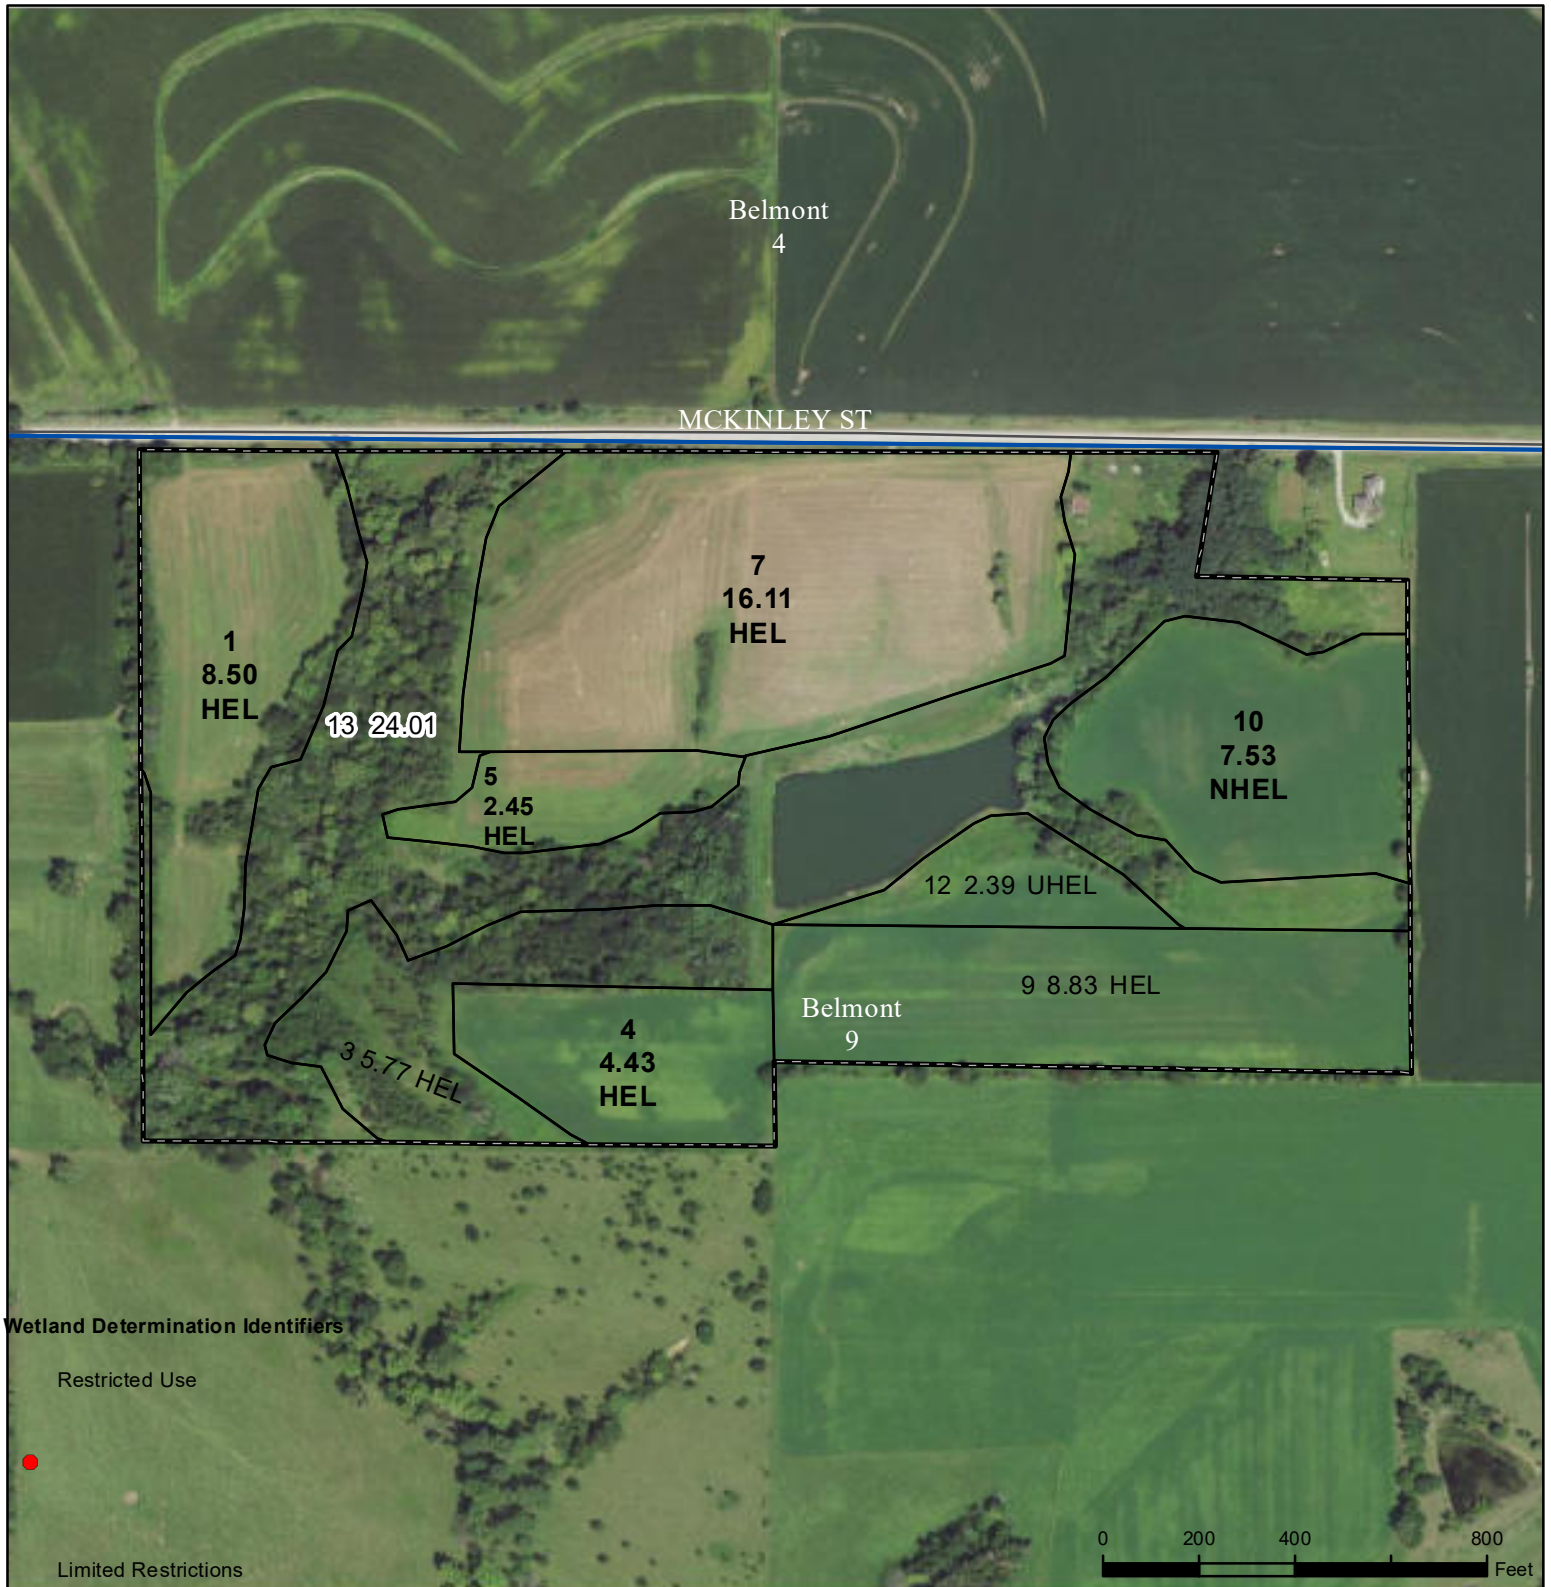 Belmont
4
MCKINLEY ST
7
16.11
HEL
1
8.50
HEL
13 24.01
10
7.53
NHEL
5
2.45
HEL
12 2.39 UHEL
9 8.83 HEL
Belmont
9
3 5.77 HEL
4
4.43
HEL
Wetland Determination Identifiers
Restricted Use
Limited Restrictions
0 200 400 800
Feet